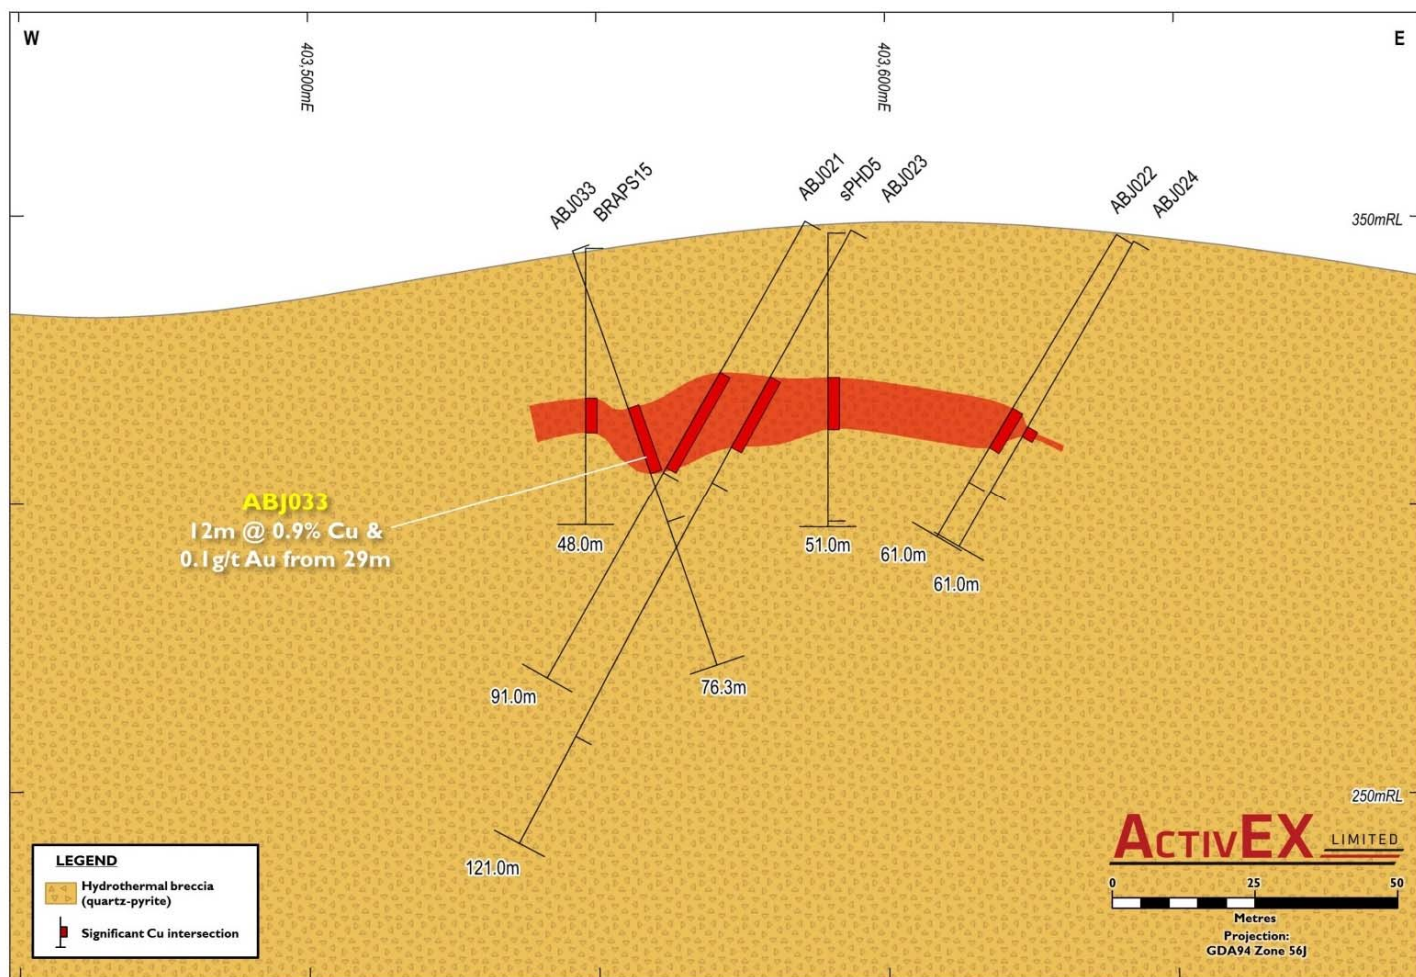 W
E
403,500mE
403,600mE
ABJ033
BRAPS15
ABJ021
sPHD5
ABJ023
ABJ022
ABJ024
350mRL
ABJ033
12m @ 0.9% Cu &
0.1g/t Au from 29m
48.0m
51.0m
61.0m
61.0m
91.0m
76.3m
121.0m
250mRL
LEGEND
Hydrothermal breccia
(quartz-pyrite)
Significant Cu intersection
ACTIVEX LIMITED
0 25 50
Metres
Projection:
GDA94 Zone 56J